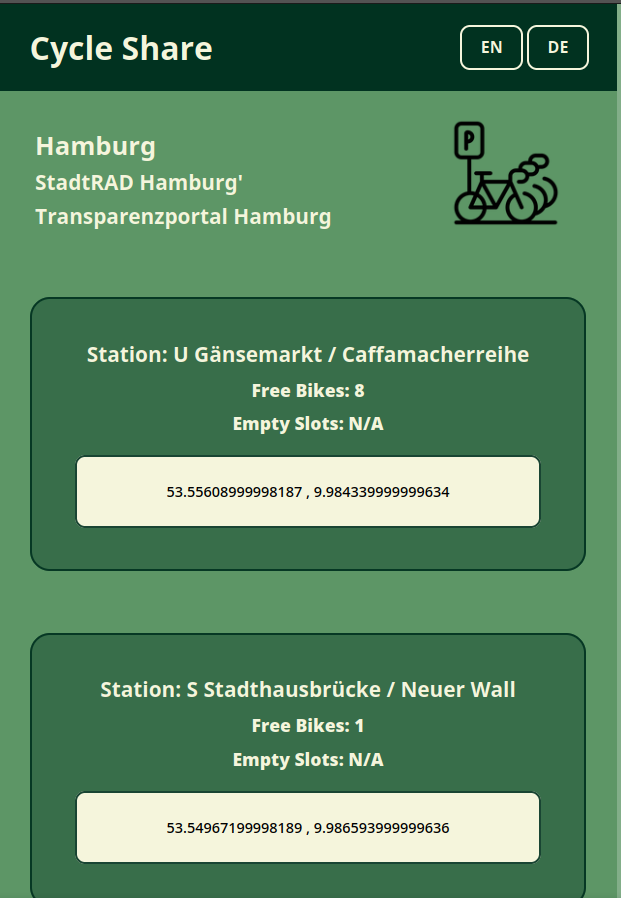 Cycle Share
EN
DE
Hamburg
StadtRAD Hamburg'
Transparenzportal Hamburg
P
Station: U Gänsemarkt / Caffamacherreihe
Free Bikes: 8
Empty Slots: N/A
53.55608999998187 , 9.984339999999634
Station: S Stadthausbrücke / Neuer Wall
Free Bikes: 1
Empty Slots: N/A
53.54967199998189 , 9.986593999999636